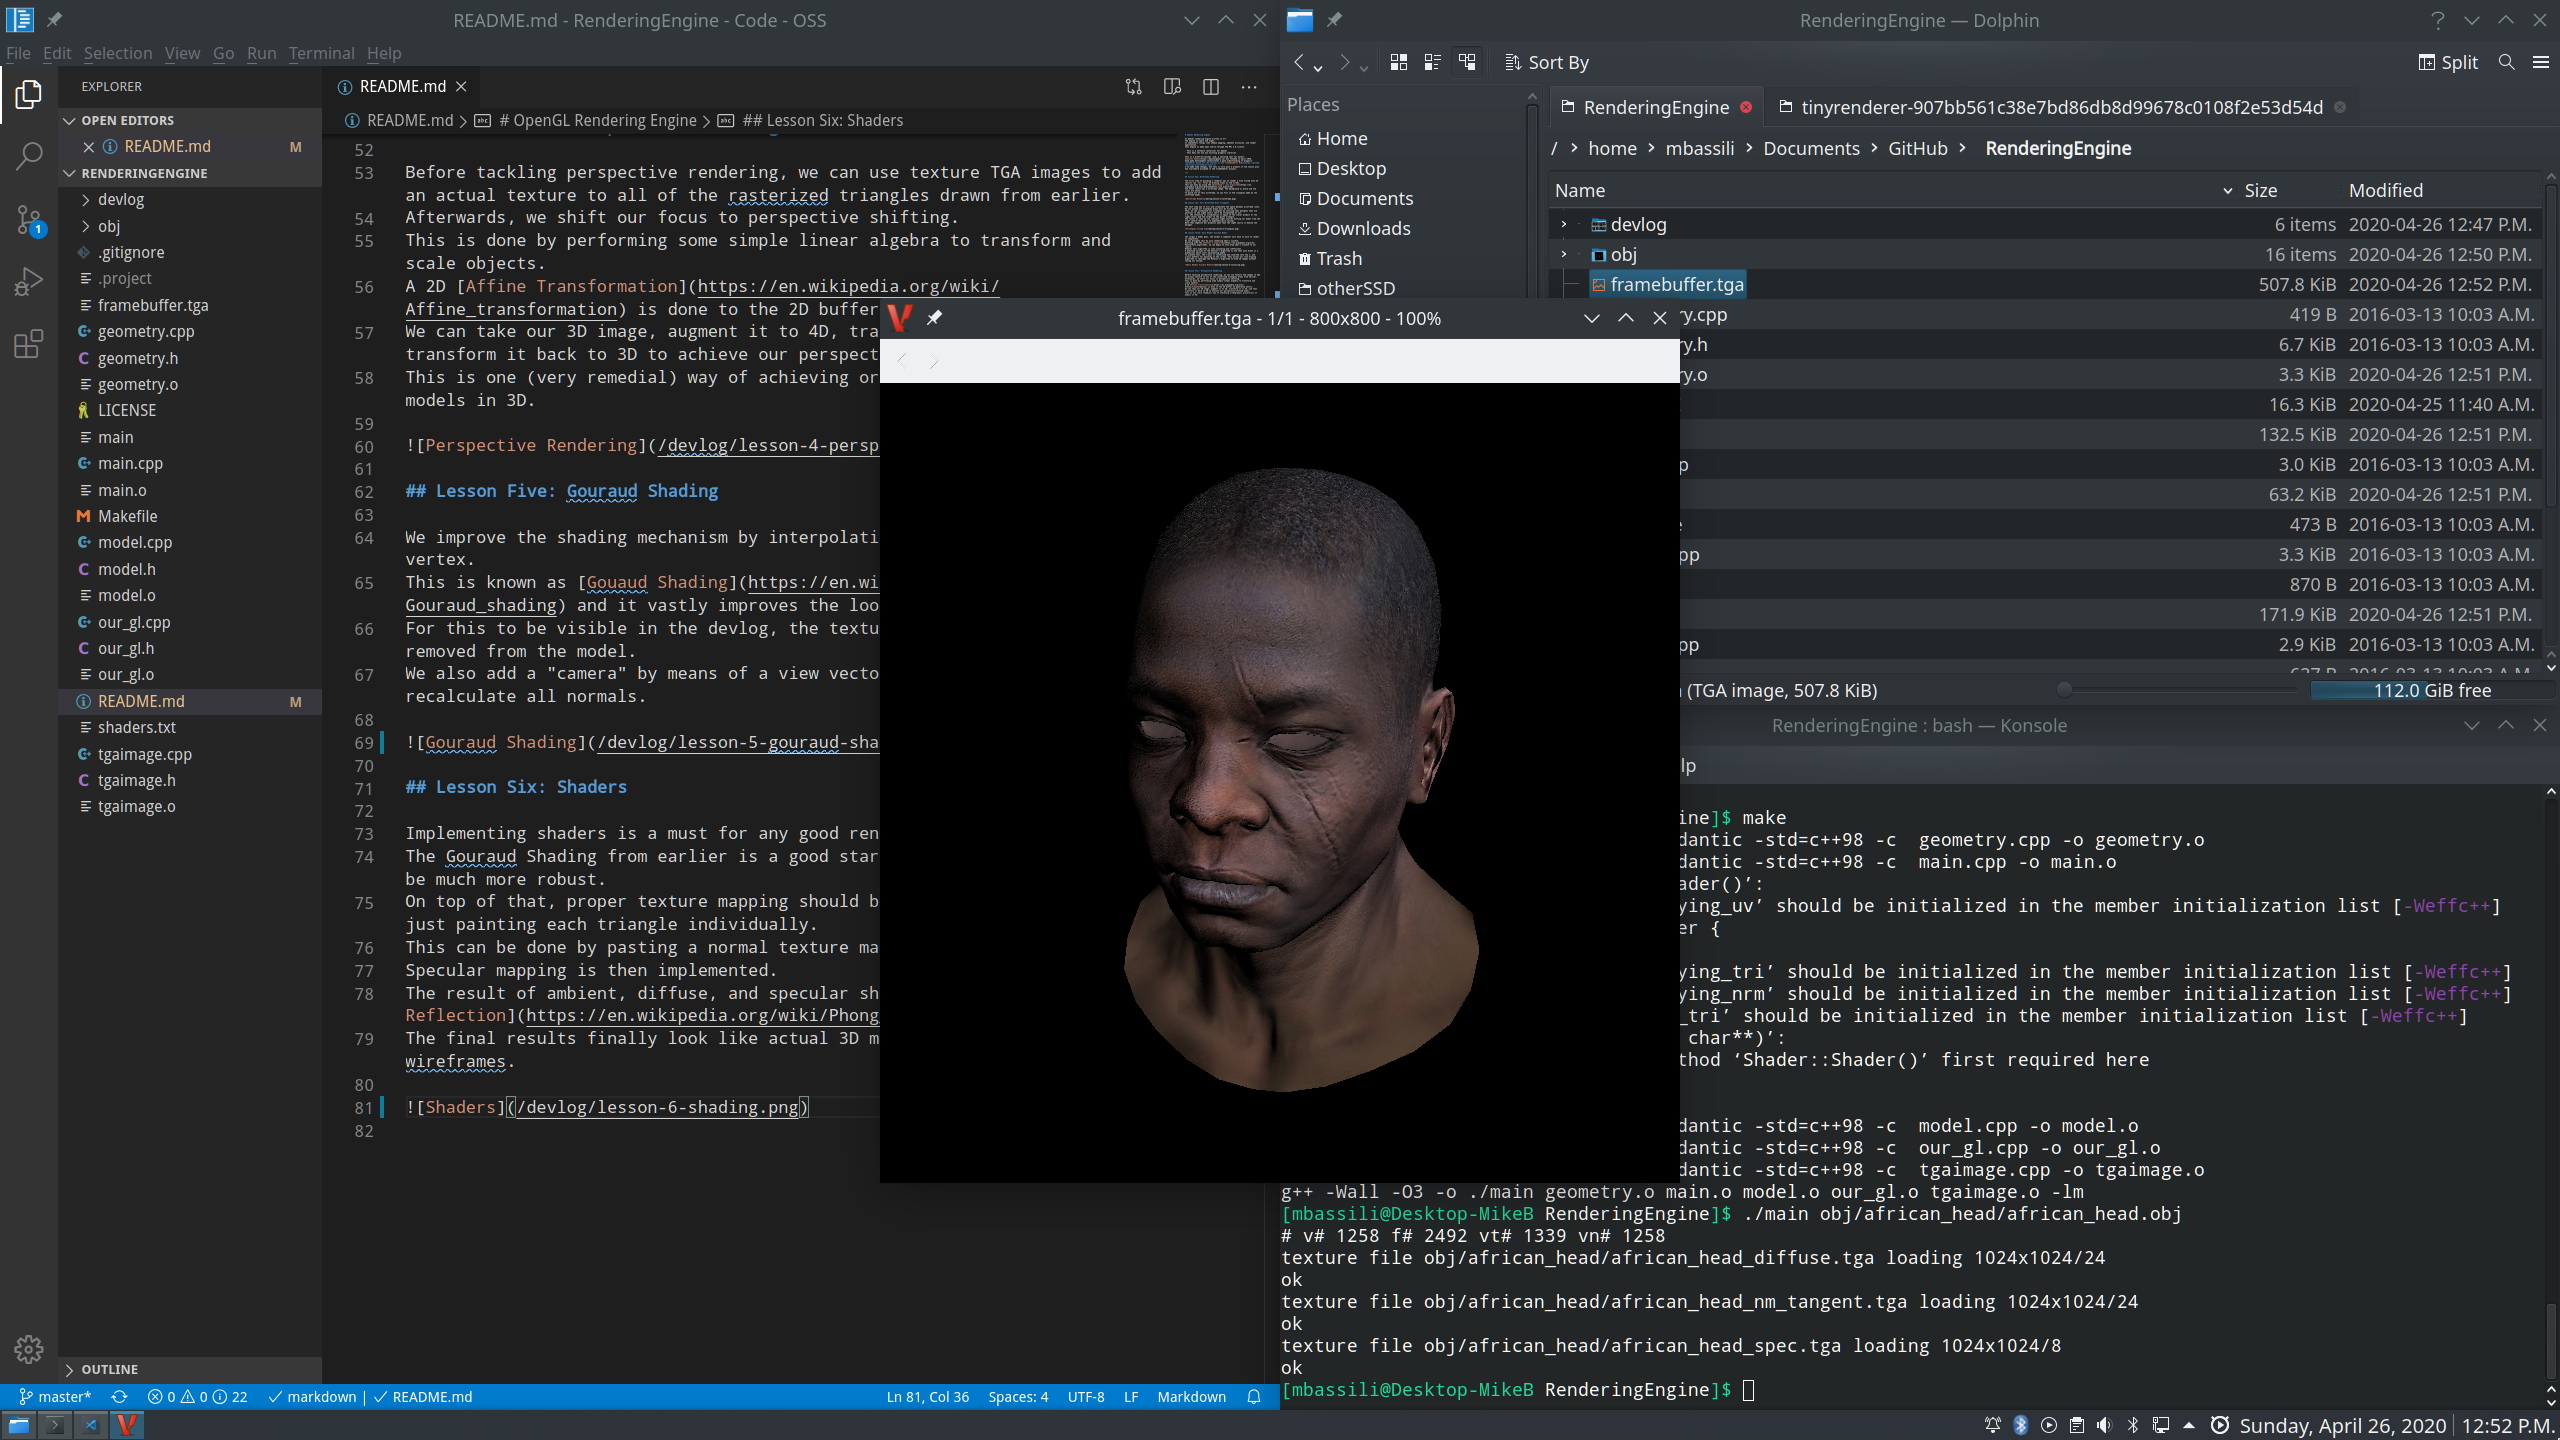 README.md - RenderingEngine - Code - OSS
File Edit Selection View Go Run Terminal Help
EXPLORER
OPEN EDITORS
README.md M
RENDERINGENGINE
devlog
obj
.gitignore
.project
framebuffer.tga
geometry.cpp
geometry.h
geometry.o
LICENSE
main
main.cpp
main.o
Makefile
model.cpp
model.h
model.o
our_gl.cpp
our_gl.h
our_gl.o
README.md M
shaders.txt
tgaimage.cpp
tgaimage.h
tgaimage.o
OUTLINE
1
README.md
README.md > # OpenGL Rendering Engine > ## Lesson Six: Shaders
52
53 Before tackling perspective rendering, we can use texture TGA images to add
an actual texture to all of the rasterized triangles drawn from earlier.
54 Afterwards, we shift our focus to perspective shifting.
55 This is done by performing some simple linear algebra to transform and
scale objects.
56 A 2D [Affine Transformation](https://en.wikipedia.org/wiki/
Affine_transformation) is done to the 2D buffer
57 We can take our 3D image, augment it to 4D, tra
transform it back to 3D to achieve our perspect
58 This is one (very remedial) way of achieving or
models in 3D.
59
60 ![Perspective Rendering](/devlog/lesson-4-persp
61
62 ## Lesson Five: Gouraud Shading
63
64 We improve the shading mechanism by interpolati
vertex.
65 This is known as [Gouaud Shading](https://en.wi
Gouraud_shading) and it vastly improves the loo
66 For this to be visible in the devlog, the textu
removed from the model.
67 We also add a "camera" by means of a view vecto
recalculate all normals.
68
69 ![Gouraud Shading](/devlog/lesson-5-gouraud-sha
70
71 ## Lesson Six: Shaders
72
73 Implementing shaders is a must for any good ren
74 The Gouraud Shading from earlier is a good star
be much more robust.
75 On top of that, proper texture mapping should b
just painting each triangle individually.
76 This can be done by pasting a normal texture ma
77 Specular mapping is then implemented.
78 The result of ambient, diffuse, and specular sh
Reflection](https://en.wikipedia.org/wiki/Phong
79 The final results finally look like actual 3D m
wireframes.
80
81 ![Shaders](/devlog/lesson-6-shading.png)
82
master* 0 0 22 markdown | README.md Ln 81, Col 36 Spaces: 4 UTF-8 LF Markdown
framebuffer.tga - 1/1 - 800x800 - 100%
RenderingEngine — Dolphin
Sort By Split
Places
Home
Desktop
Documents
Downloads
Trash
otherSSD
RenderingEngine
tinyrenderer-907bb561c38e7bd86db8d99678c0108f2e53d54d
/ > home > mbassili > Documents > GitHub > RenderingEngine
Name Size Modified
devlog 6 items 2020-04-26 12:47 P.M.
obj 16 items 2020-04-26 12:50 P.M.
framebuffer.tga 507.8 KiB 2020-04-26 12:52 P.M.
ry.cpp 419 B 2016-03-13 10:03 A.M.
ry.h 6.7 KiB 2016-03-13 10:03 A.M.
ry.o 3.3 KiB 2020-04-26 12:51 P.M.
16.3 KiB 2020-04-25 11:40 A.M.
132.5 KiB 2020-04-26 12:51 P.M.
p 3.0 KiB 2016-03-13 10:03 A.M.
63.2 KiB 2020-04-26 12:51 P.M.
e 473 B 2016-03-13 10:03 A.M.
pp 3.3 KiB 2016-03-13 10:03 A.M.
870 B 2016-03-13 10:03 A.M.
171.9 KiB 2020-04-26 12:51 P.M.
pp 2.9 KiB 2016-03-13 10:03 A.M.
(TGA image, 507.8 KiB) 112.0 GiB free
RenderingEngine : bash — Konsole
lp
ine]$ make
dantic -std=c++98 -c geometry.cpp -o geometry.o
dantic -std=c++98 -c main.cpp -o main.o
ader()’:
ying_uv’ should be initialized in the member initialization list [-Weffc++]
er {
ying_tri’ should be initialized in the member initialization list [-Weffc++]
ying_nrm’ should be initialized in the member initialization list [-Weffc++]
_tri’ should be initialized in the member initialization list [-Weffc++]
char**)’:
thod ‘Shader::Shader()’ first required here
dantic -std=c++98 -c model.cpp -o model.o
dantic -std=c++98 -c our_gl.cpp -o our_gl.o
dantic -std=c++98 -c tgaimage.cpp -o tgaimage.o
g++ -Wall -O3 -o ./main geometry.o main.o model.o our_gl.o tgaimage.o -lm
[mbassili@Desktop-MikeB RenderingEngine]$ ./main obj/african_head/african_head.obj
# v# 1258 f# 2492 vt# 1339 vn# 1258
texture file obj/african_head/african_head_diffuse.tga loading 1024x1024/24
ok
texture file obj/african_head/african_head_nm_tangent.tga loading 1024x1024/24
ok
texture file obj/african_head/african_head_spec.tga loading 1024x1024/8
ok
[mbassili@Desktop-MikeB RenderingEngine]$
Sunday, April 26, 2020 12:52 P.M.